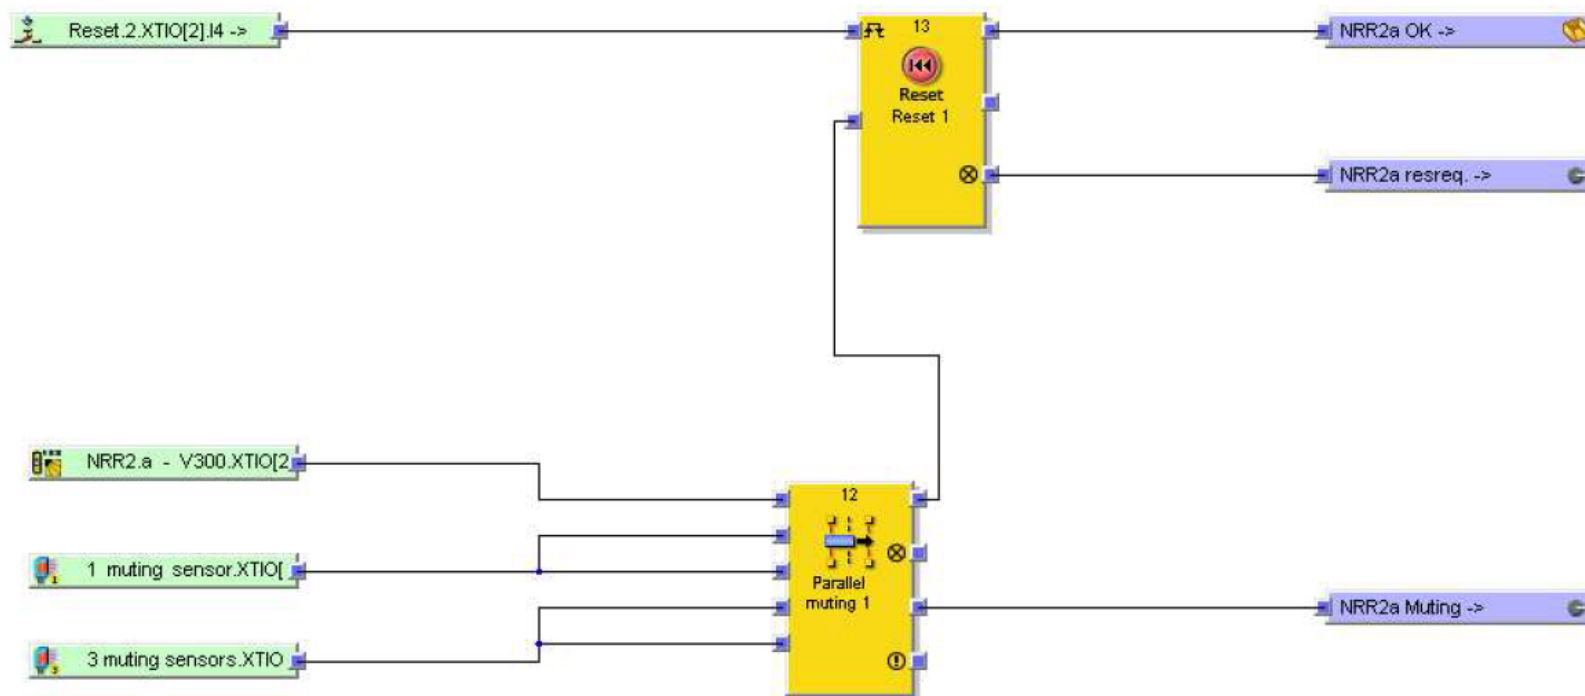 Reset.2.XTIO[2].I4 ->
13
Reset
Reset 1
NRR2a OK ->
NRR2a resreq. ->
NRR2.a - V300.XTIO[2
1 muting sensor.XTIO[
3 muting sensors.XTIO
12
Parallel
muting 1
NRR2a Muting ->